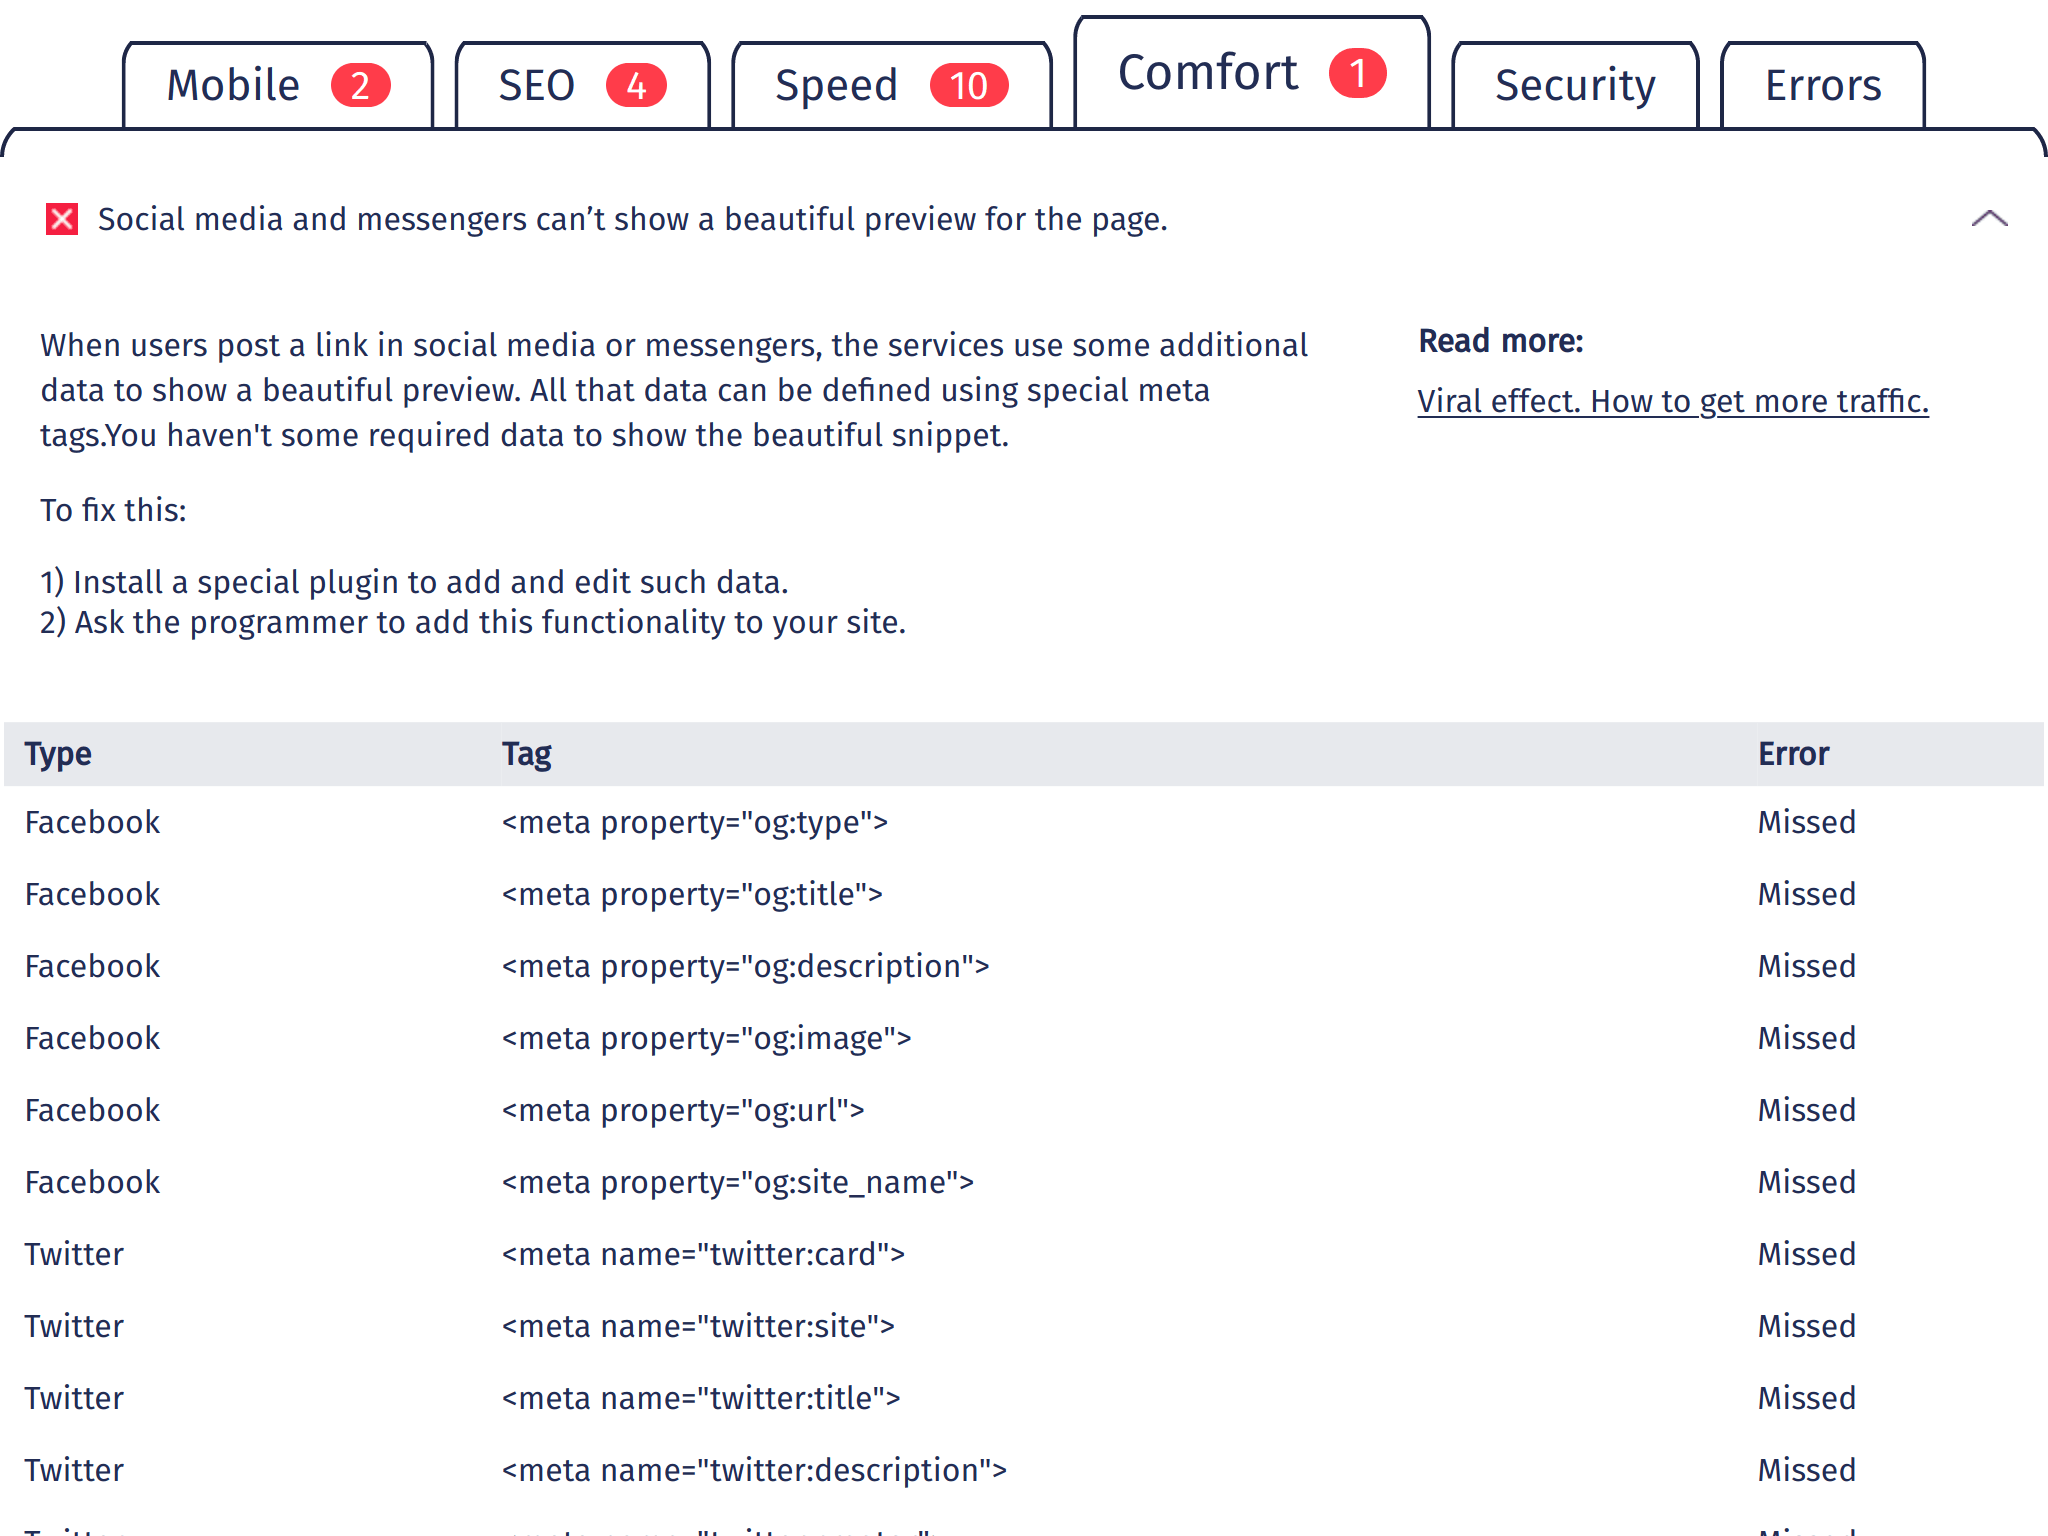 Mobile 2 SEO 4 Speed 10 Comfort 1 Security Errors
Social media and messengers can’t show a beautiful preview for the page.
When users post a link in social media or messengers, the services use some additional
data to show a beautiful preview. All that data can be defined using special meta
tags.You haven't some required data to show the beautiful snippet.
Read more:
Viral effect. How to get more traffic.
To fix this:
1) Install a special plugin to add and edit such data.
2) Ask the programmer to add this functionality to your site.
Type Tag Error
Facebook <meta property="og:type"> Missed
Facebook <meta property="og:title"> Missed
Facebook <meta property="og:description"> Missed
Facebook <meta property="og:image"> Missed
Facebook <meta property="og:url"> Missed
Facebook <meta property="og:site_name"> Missed
Twitter <meta name="twitter:card"> Missed
Twitter <meta name="twitter:site"> Missed
Twitter <meta name="twitter:title"> Missed
Twitter <meta name="twitter:description"> Missed